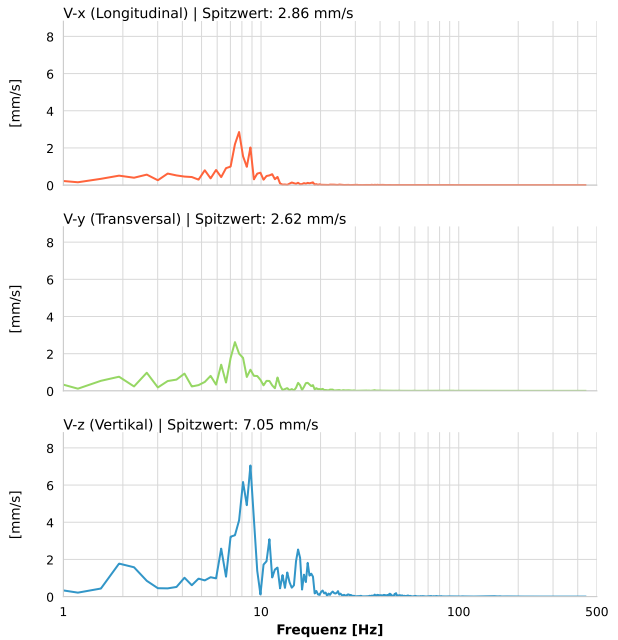 V-x (Longitudinal) | Spitzwert: 2.86 mm/s
8
6
4
2
0
[mm/s]
V-y (Transversal) | Spitzwert: 2.62 mm/s
8
6
4
2
0
[mm/s]
V-z (Vertikal) | Spitzwert: 7.05 mm/s
8
6
4
2
0
[mm/s]
1 10 100 500
Frequenz [Hz]